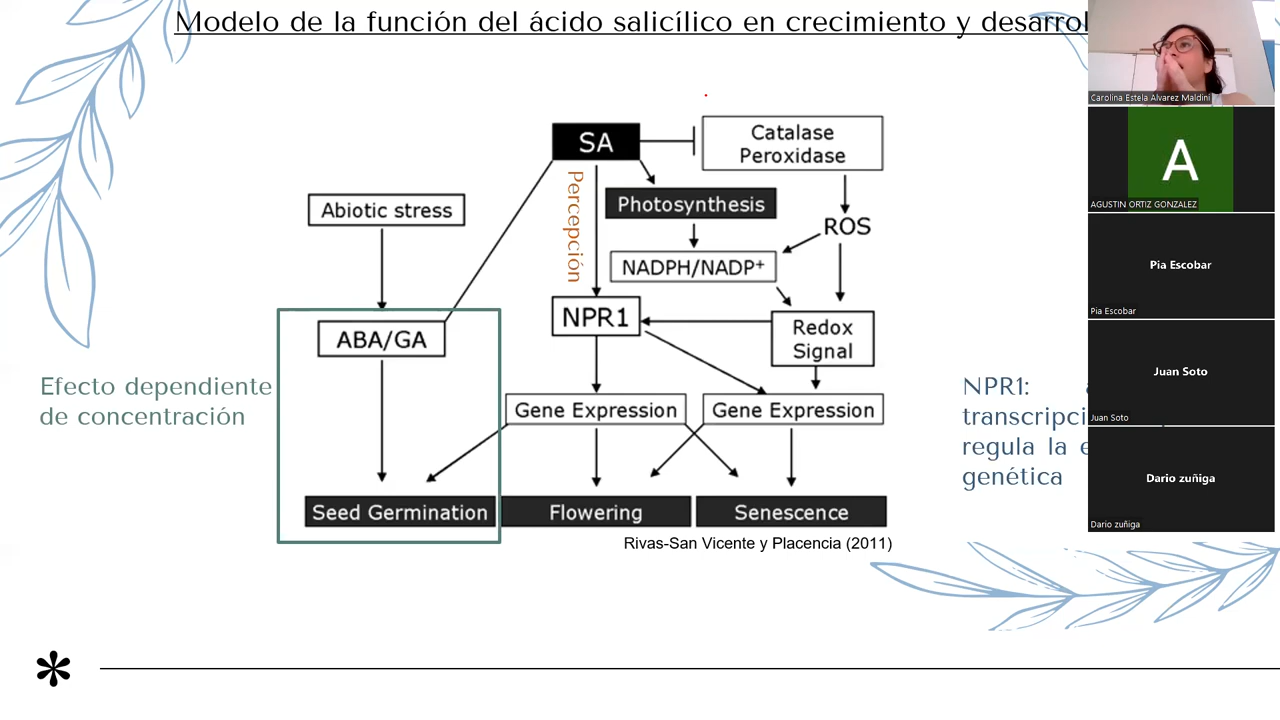 Modelo de la función del ácido salicílico en crecimiento y
SA
Catalase
Peroxidase
Percepción
Photosynthesis
Abiotic stress
ROS
NADPH/NADP+
NPR1
Redox
Signal
ABA/GA
Efecto dependiente
de concentración
Gene Expression
Gene Expression
NPR1:
regula la
genética
Seed Germination
Flowering
Senescence
Rivas-San Vicente y Placencia (2011)
*
Carolina Estela Alvarez Maldini
A
AGUSTIN ORTIZ GONZALEZ
Pia Escobar
Pia Escobar
Juan Soto
Juan Soto
Dario zuñiga
Dario zuñiga